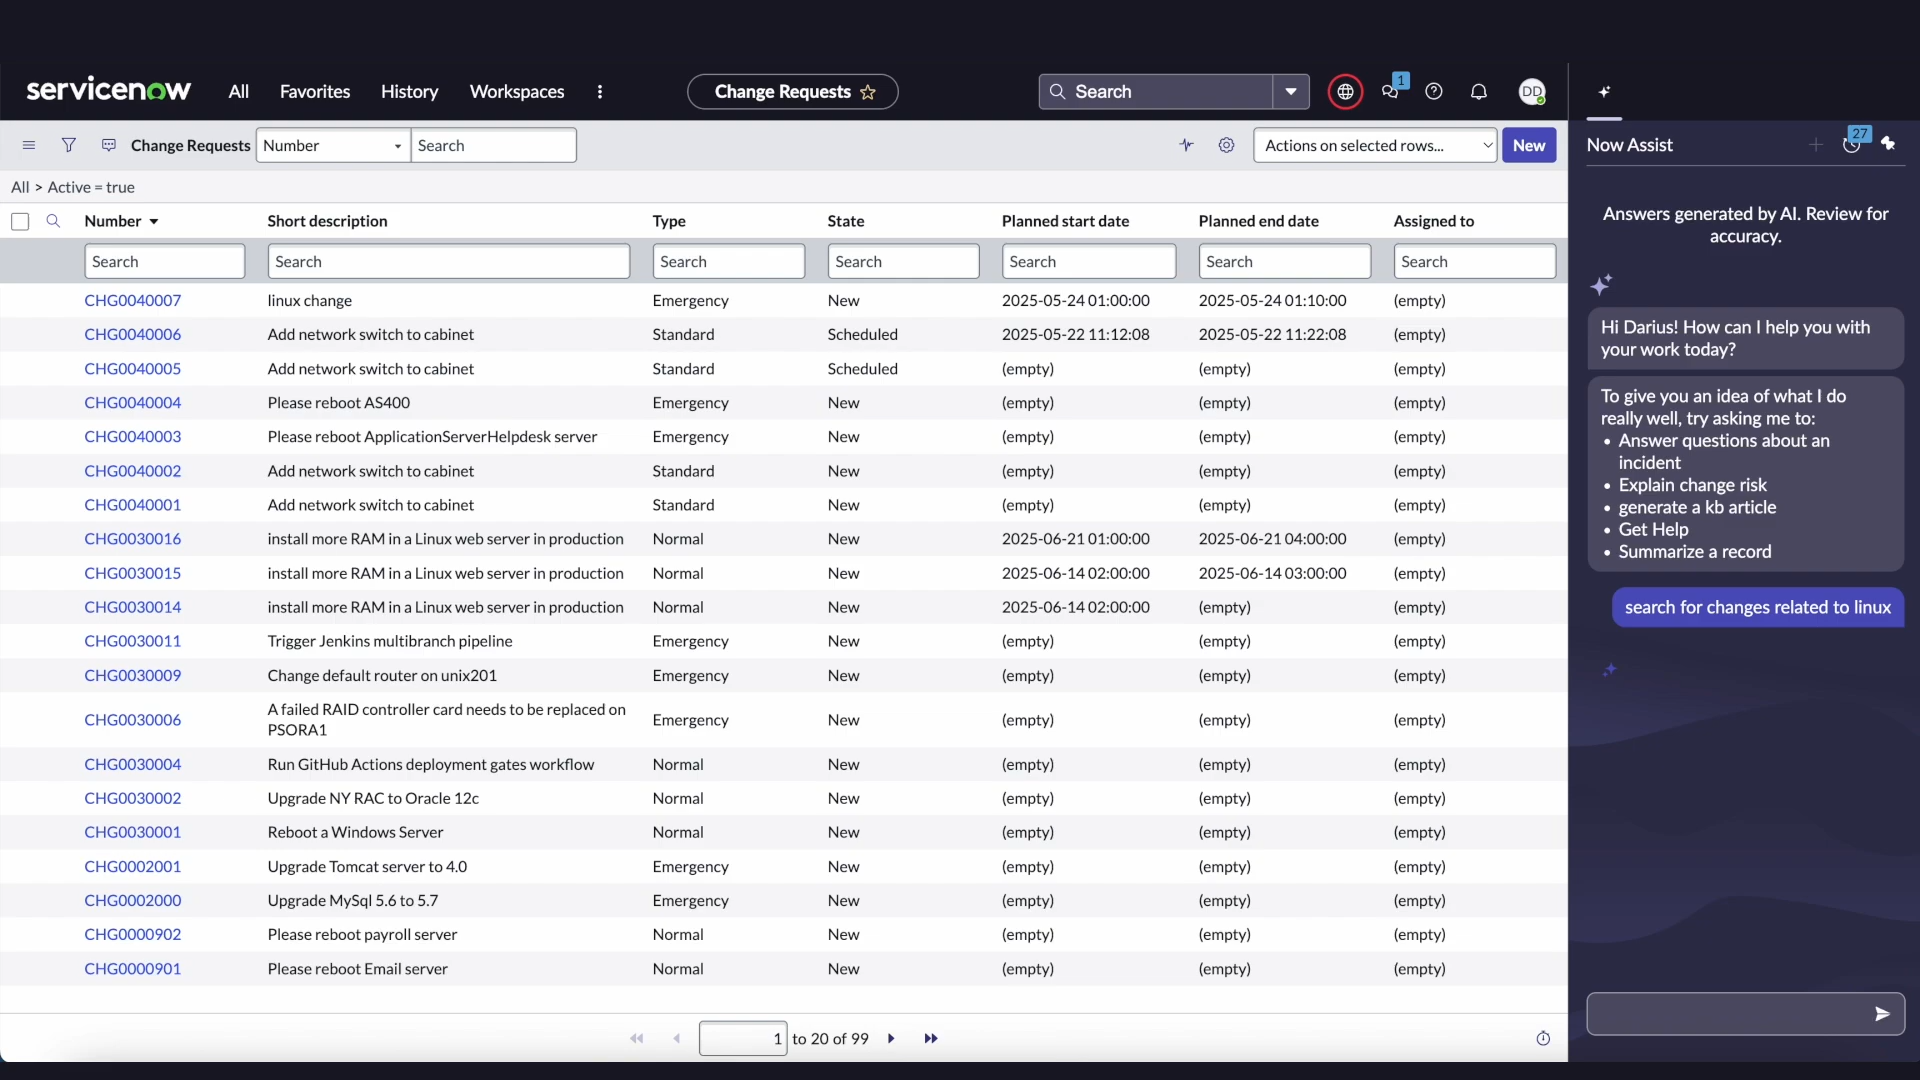 servicenow All Favorites History Workspaces Change Requests Search 1 DD
Change Requests Number Search Actions on selected rows... New
All > Active = true
Number Short description Type State Planned start date Planned end date Assigned to
Search Search Search Search Search Search Search
CHG0040007 linux change Emergency New 2025-05-24 01:00:00 2025-05-24 01:10:00 (empty)
CHG0040006 Add network switch to cabinet Standard Scheduled 2025-05-22 11:12:08 2025-05-22 11:22:08 (empty)
CHG0040005 Add network switch to cabinet Standard Scheduled (empty) (empty) (empty)
CHG0040004 Please reboot AS400 Emergency New (empty) (empty) (empty)
CHG0040003 Please reboot ApplicationServerHelpdesk server Emergency New (empty) (empty) (empty)
CHG0040002 Add network switch to cabinet Standard New (empty) (empty) (empty)
CHG0040001 Add network switch to cabinet Standard New (empty) (empty) (empty)
CHG0030016 install more RAM in a Linux web server in production Normal New 2025-06-21 01:00:00 2025-06-21 04:00:00 (empty)
CHG0030015 install more RAM in a Linux web server in production Normal New 2025-06-14 02:00:00 2025-06-14 03:00:00 (empty)
CHG0030014 install more RAM in a Linux web server in production Normal New 2025-06-14 02:00:00 (empty) (empty)
CHG0030011 Trigger Jenkins multibranch pipeline Emergency New (empty) (empty) (empty)
CHG0030009 Change default router on unix201 Emergency New (empty) (empty) (empty)
CHG0030006 A failed RAID controller card needs to be replaced on
PSORA1 Emergency New (empty) (empty) (empty)
CHG0030004 Run GitHub Actions deployment gates workflow Normal New (empty) (empty) (empty)
CHG0030002 Upgrade NY RAC to Oracle 12c Normal New (empty) (empty) (empty)
CHG0030001 Reboot a Windows Server Normal New (empty) (empty) (empty)
CHG0002001 Upgrade Tomcat server to 4.0 Emergency New (empty) (empty) (empty)
CHG0002000 Upgrade MySql 5.6 to 5.7 Emergency New (empty) (empty) (empty)
CHG0000902 Please reboot payroll server Normal New (empty) (empty) (empty)
CHG0000901 Please reboot Email server Normal New (empty) (empty) (empty)
1 to 20 of 99
Now Assist 27
Answers generated by AI. Review for
accuracy.
Hi Darius! How can I help you with
your work today?
To give you an idea of what I do
really well, try asking me to:
• Answer questions about an
incident
• Explain change risk
• generate a kb article
• Get Help
• Summarize a record
search for changes related to linux